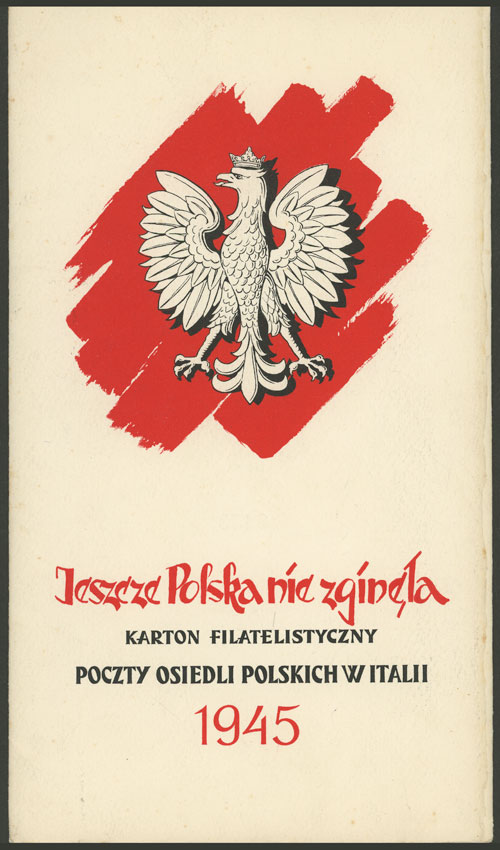 Jeszcze Polska nie zginęła
KARTON FILATELISTYCZNY
POCZTY OSIEDLI POLSKICH W ITALII
1945